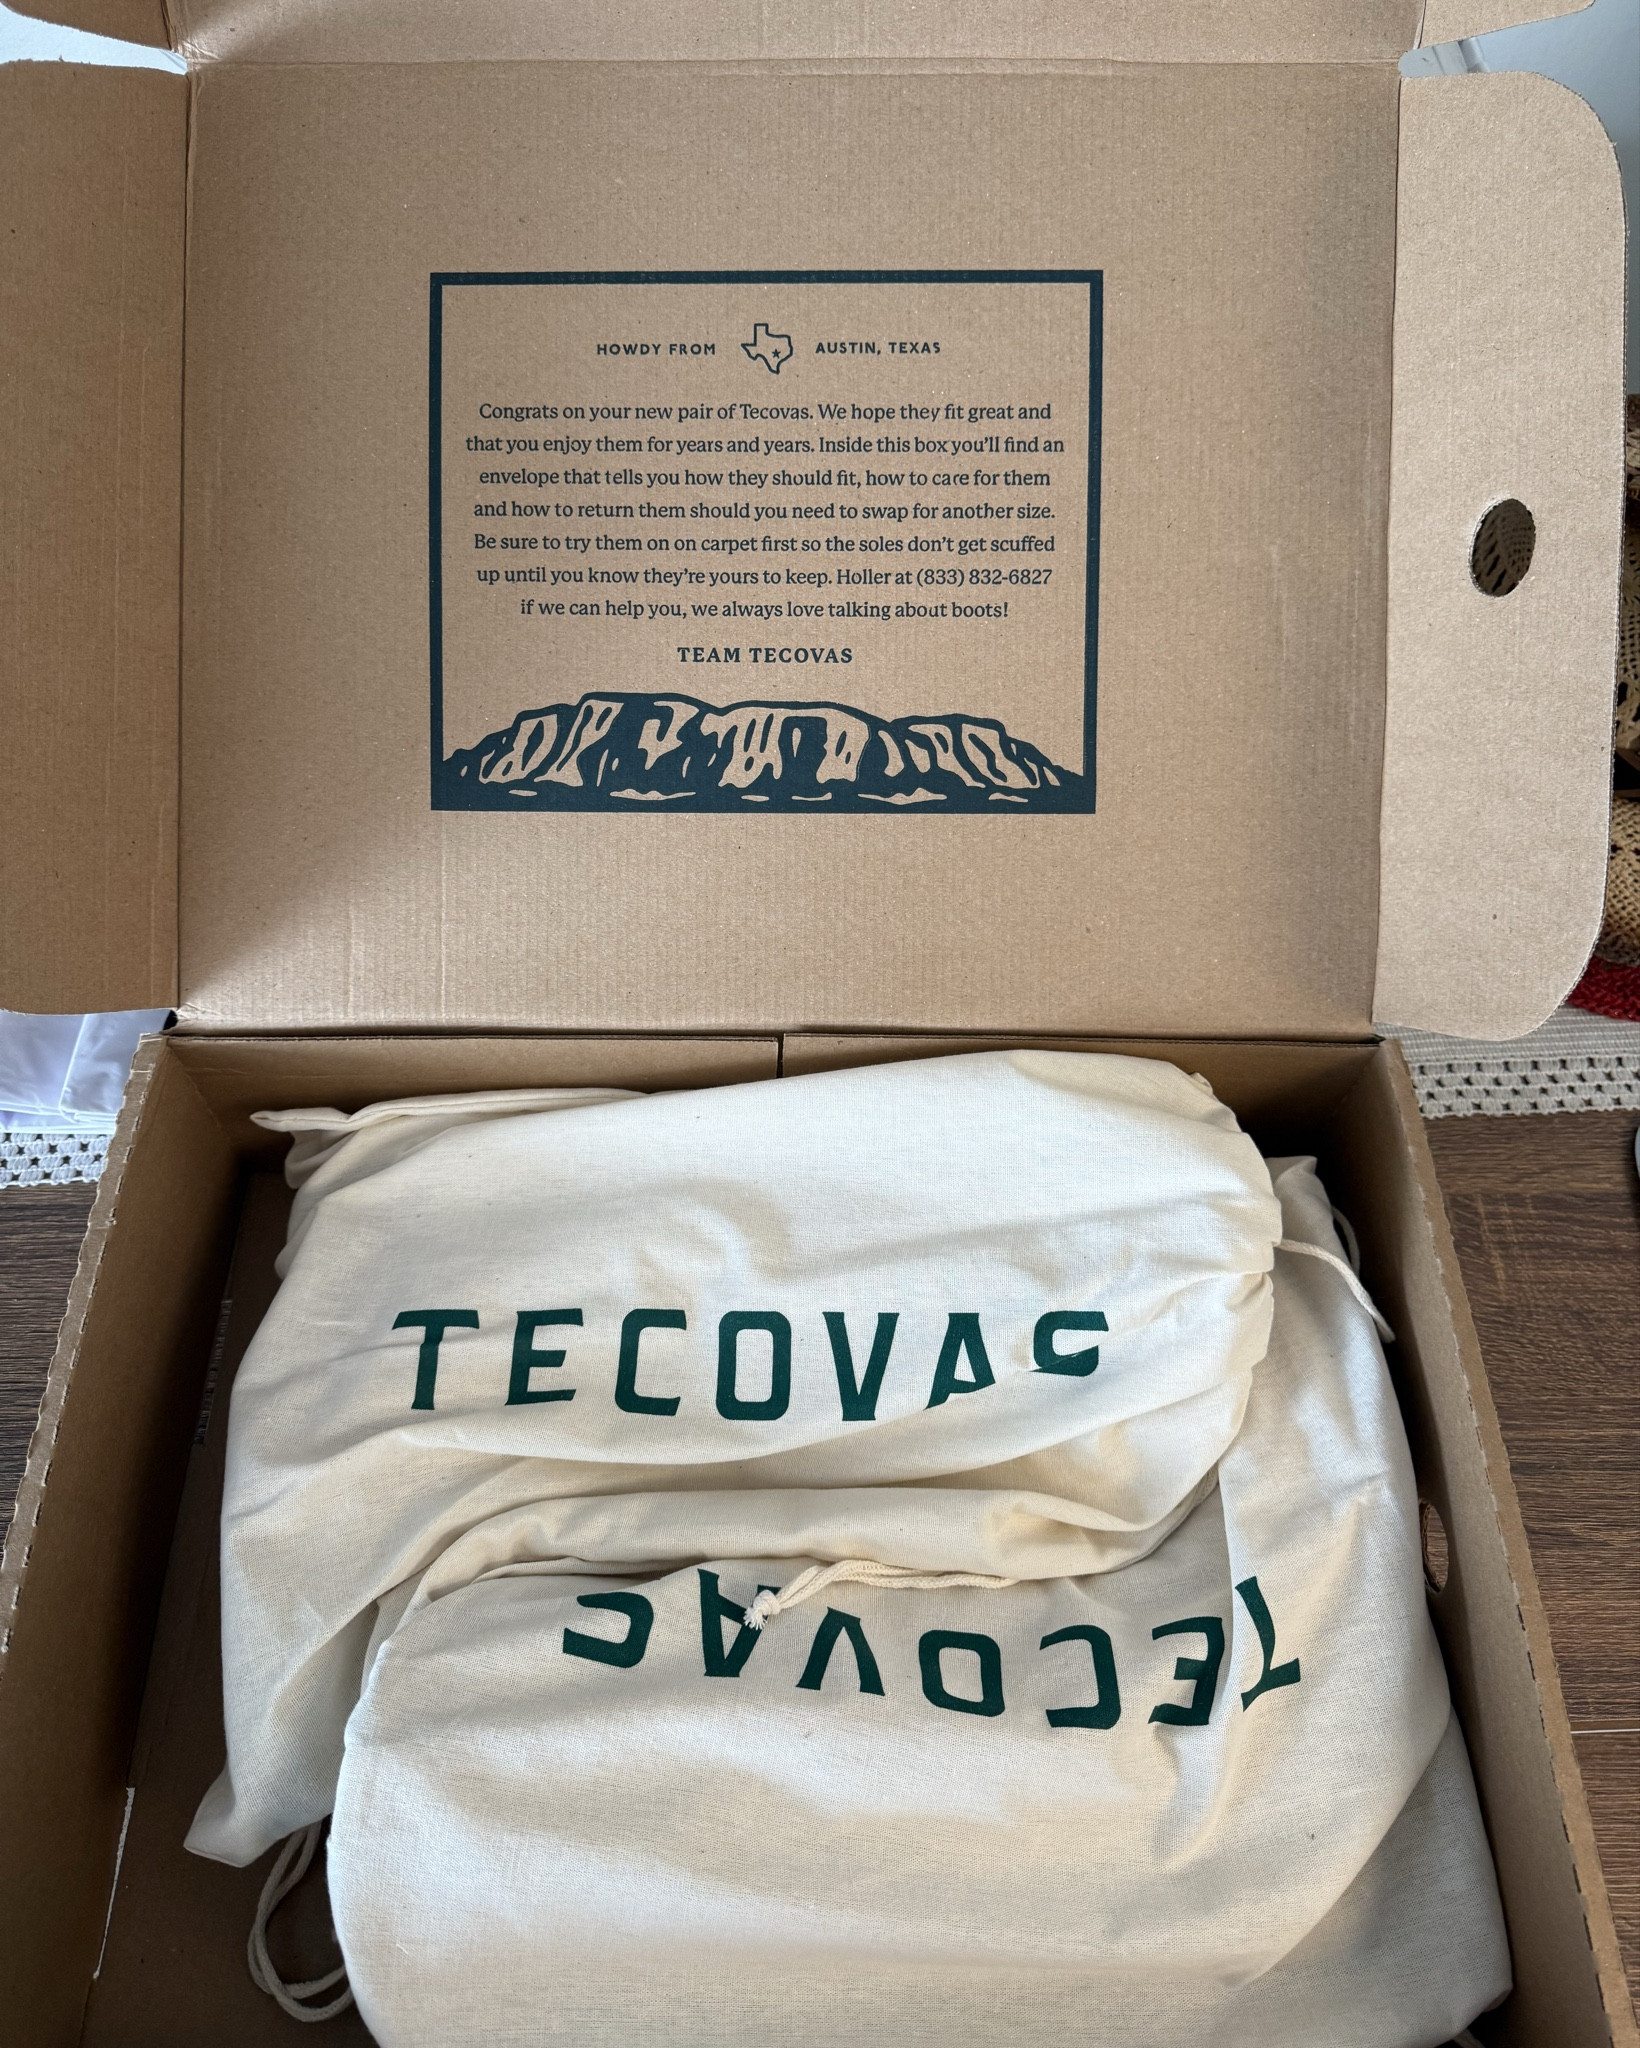 HOWDY FROM AUSTIN, TEXAS
Congrats on your new pair of Tecovas. We hope they fit great and
that you enjoy them for years and years. Inside this box you'll find an
envelope that tells you how they should fit, how to care for them
and how to return them should you need to swap for another size.
Be sure to try them on on carpet first so the soles don't get scuffed
up until you know they're yours to keep. Holler at (833) 832-6827
if we can help you, we always love talking about boots!
TEAM TECOVAS
TECOVAS
TECOVAS